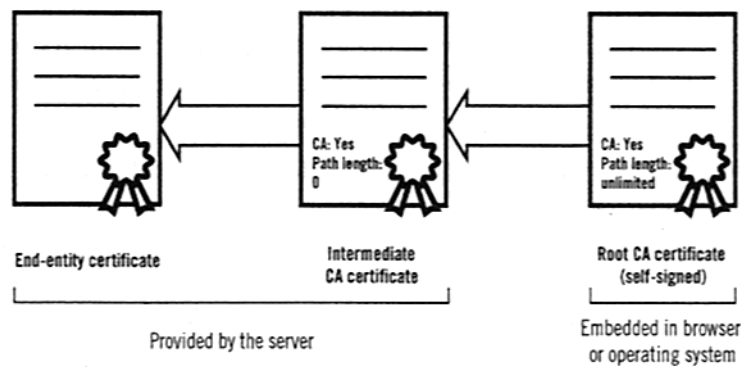 CA: Yes
Path length:
0
CA: Yes
Path length:
unlimited
End-entity certificate
Intermediate
CA certificate
Root CA certificate
(self-signed)
Provided by the server
Embedded in browser
or operating system